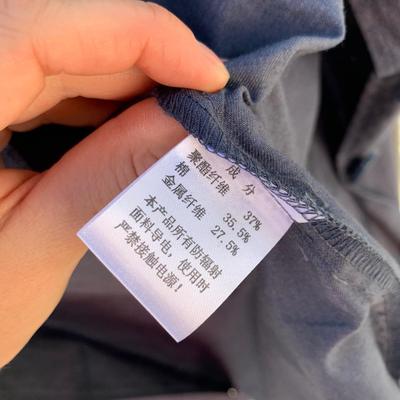 成 分
聚酯纤维 37%
棉 35.5%
金属纤维 27.5%
本产品所有防辐射
面料导电，使用时
严禁接触电源！